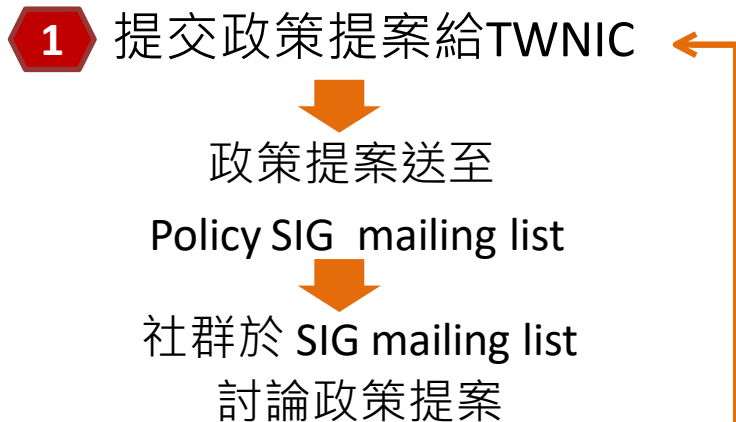 1 提交政策提案給TWNIC
政策提案送至
Policy SIG mailing list
社群於 SIG mailing list
討論政策提案